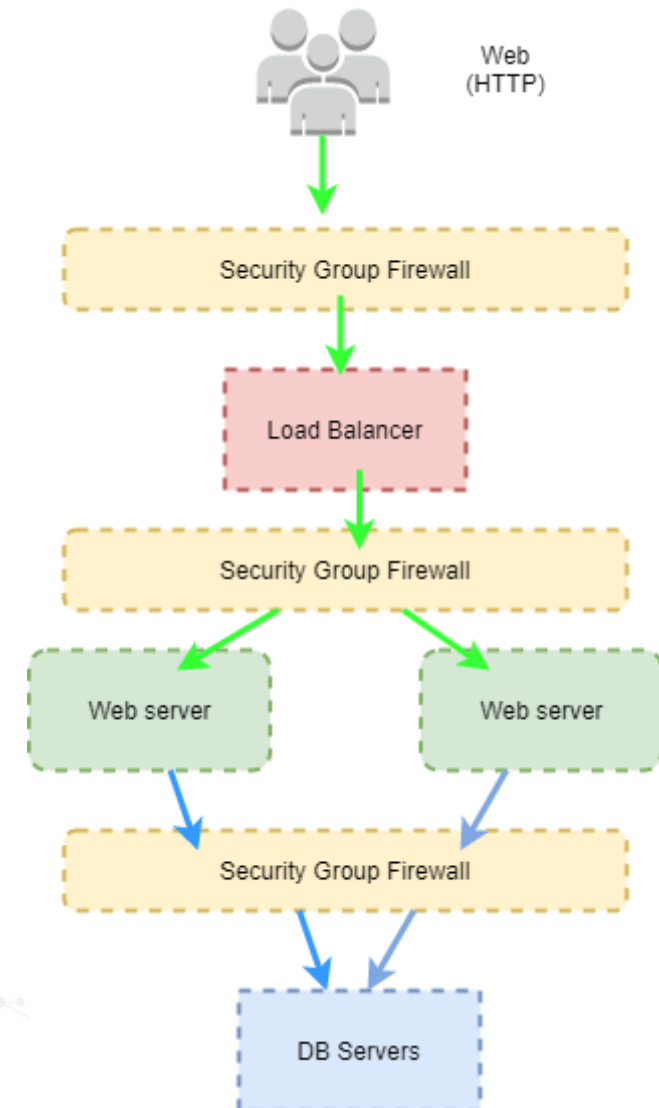 Web
(HTTP)
Security Group Firewall
Load Balancer
Security Group Firewall
Web server
Web server
Security Group Firewall
DB Servers